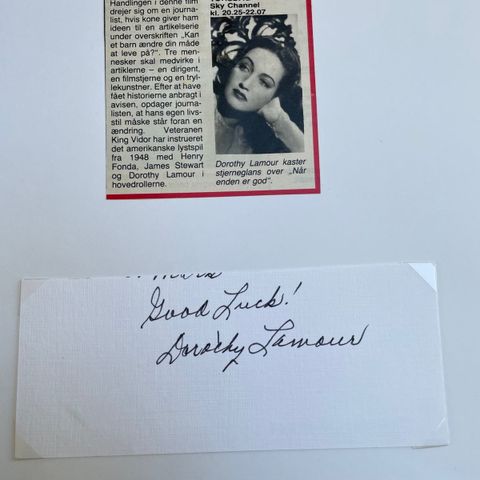 Handlingen i denne film
drejer sig om en journa-
list, hvis kone giver ham
ideen til en artikelserie
under overskriften „Kan
et barn ændre din måde
at leve på?". Tre men-
nesker skal medvirke i
artiklerne – en dirigent,
en filmstjerne og en tryl-
lekunstner. Efter at have
fået historierne anbragt i
avisen, opdager journa-
listen, at hans egen livs-
stil måske står foran en
ændring. Veteranen
King Vidor har instrueret
det amerikanske lystspil
fra 1948 med Henry
Fonda, James Stewart
og Dorothy Lamour i
hovedrollerne.
Sky Channel
kl. 20.25-22.07
Dorothy Lamour kaster
stjerneglans over „Når
enden er god".
Good Luck!
Dorothy Lamour